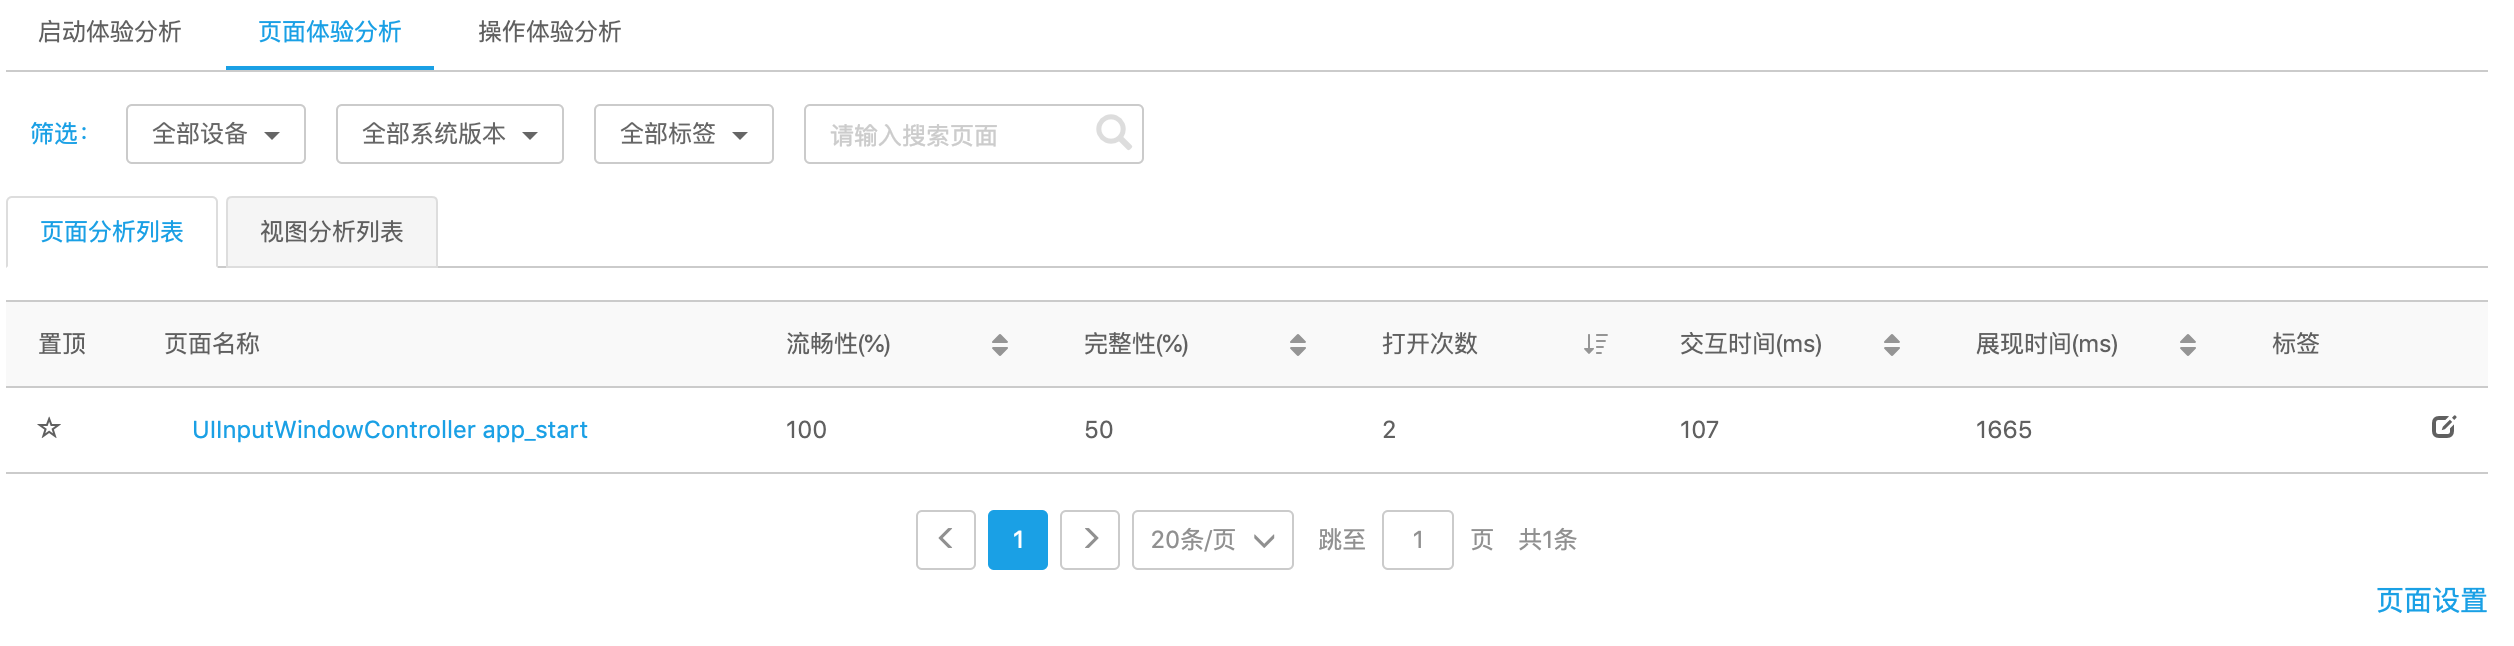 启动体验分析 页面体验分析 操作体验分析
筛选： 全部设备 全部系统版本 全部标签 请输入搜索页面
页面分析列表 视图分析列表
置顶 页面名称 流畅性(%) 完整性(%) 打开次数 交互时间(ms) 展现时间(ms) 标签
UIInputWindowController app_start 100 50 2 107 1665
1 20条/页 跳至 1 页 共1条
页面设置